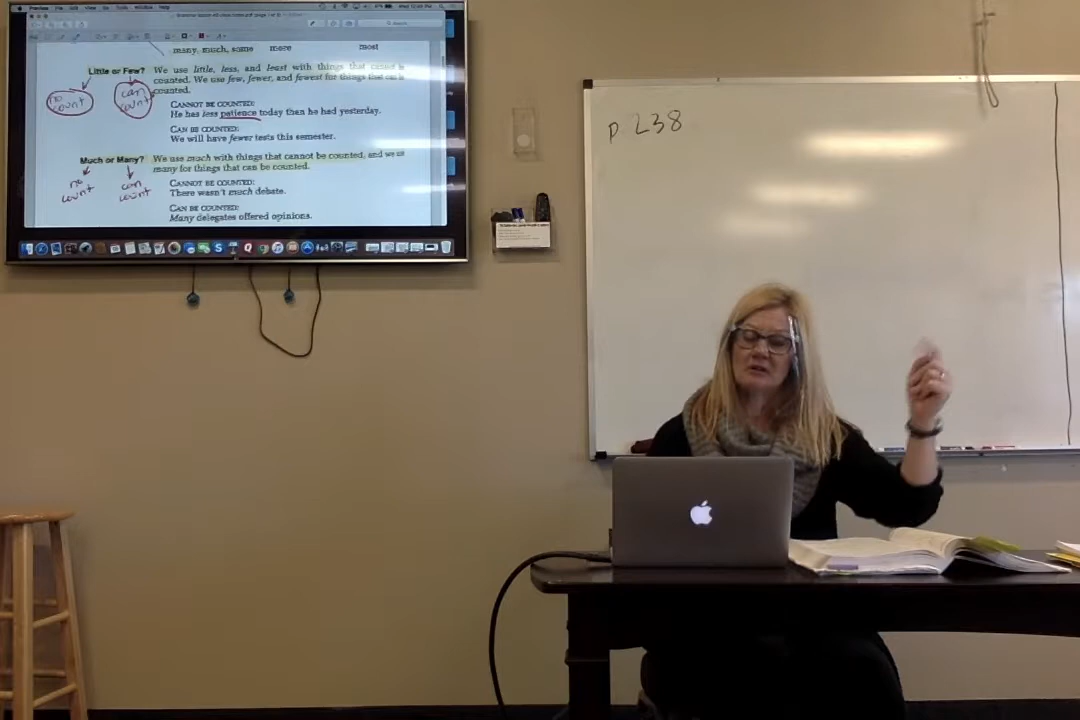 many, much, some more most
Little or Few? We use little, less, and least with things that cannot be
counted. We use few, fewer, and fewest for things that can be
counted.
no
count
can
count
CANNOT BE COUNTED:
He has less patience today than he had yesterday.
CAN BE COUNTED:
We will have fewer tests this semester.
Much or Many? We use much with things that cannot be counted, and we use
many for things that can be counted.
no
count
can
count
CANNOT BE COUNTED:
There wasn't much debate.
CAN BE COUNTED:
Many delegates offered opinions.
p. 238